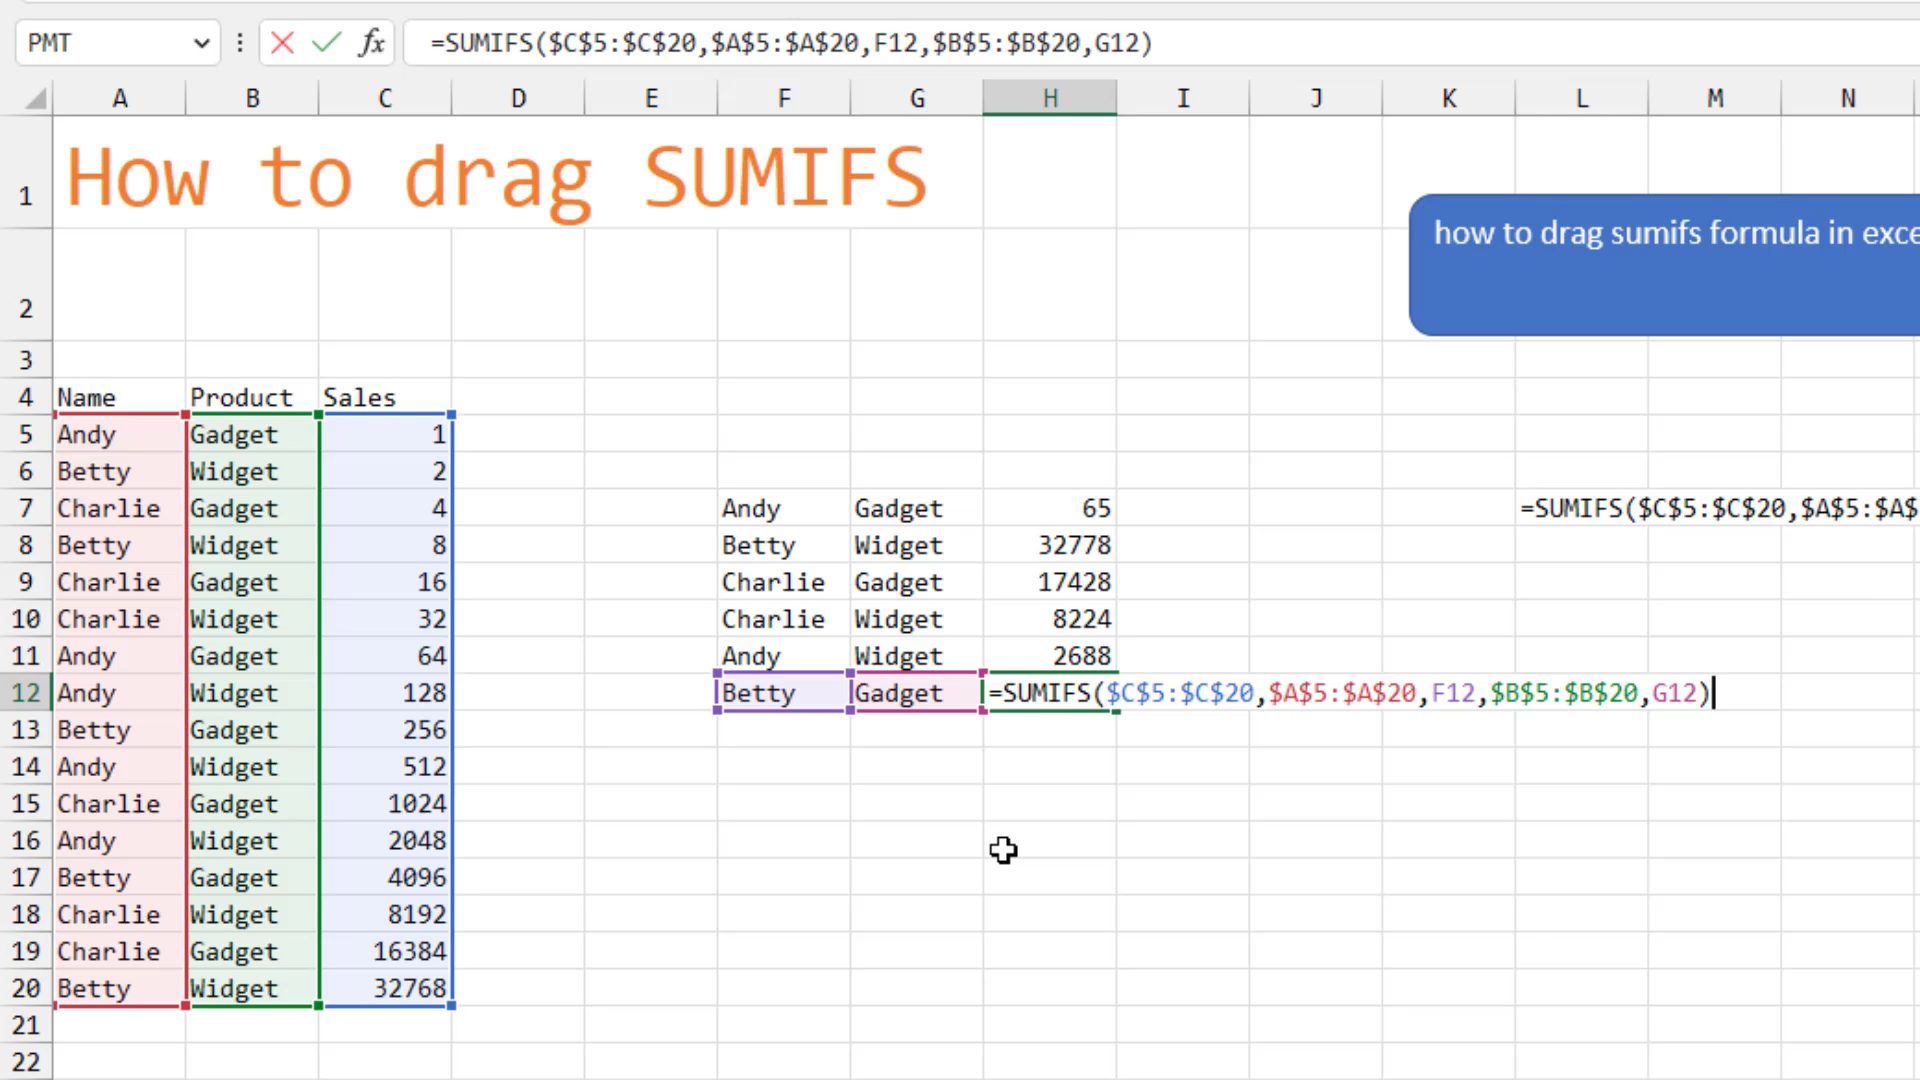 PMT fx =SUMIFS($C$5:$C$20,$A$5:$A$20,F12,$B$5:$B$20,G12)
A B C D E F G H I J K L M N
1 How to drag SUMIFS
how to drag sumifs formula in exce
2
3
4 Name Product Sales
5 Andy Gadget 1
6 Betty Widget 2
7 Charlie Gadget 4 Andy Gadget 65 =SUMIFS($C$5:$C$20,$A$5:$A$
8 Betty Widget 8 Betty Widget 32778
9 Charlie Gadget 16 Charlie Gadget 17428
10 Charlie Widget 32 Charlie Widget 8224
11 Andy Gadget 64 Andy Widget 2688
12 Andy Widget 128 Betty Gadget =SUMIFS($C$5:$C$20,$A$5:$A$20,F12,$B$5:$B$20,G12)
13 Betty Gadget 256
14 Andy Widget 512
15 Charlie Gadget 1024
16 Andy Widget 2048
17 Betty Gadget 4096
18 Charlie Widget 8192
19 Charlie Gadget 16384
20 Betty Widget 32768
21
22